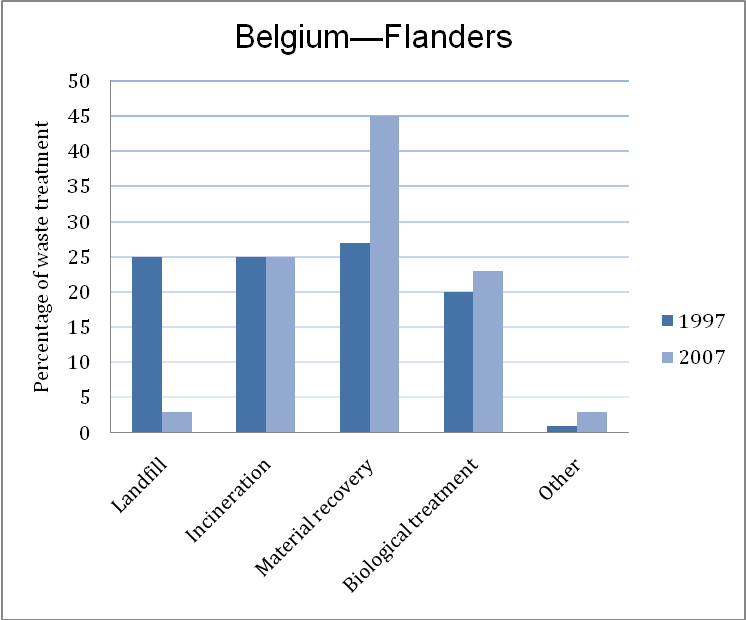 Belgium—Flanders
Percentage of waste treatment
50
45
40
35
30
25
20
15
10
5
0
Landfill
Incineration
Material recovery
Biological treatment
Other
1997
2007